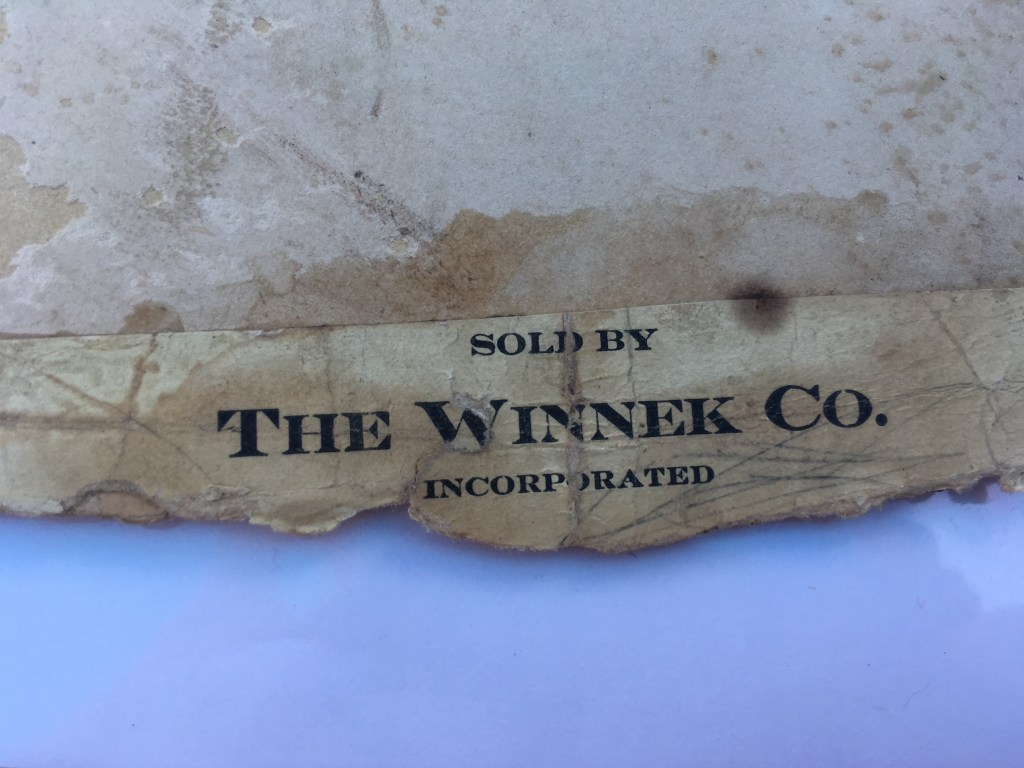 SOLD BY
THE WINNEK CO.
INCORPORATED